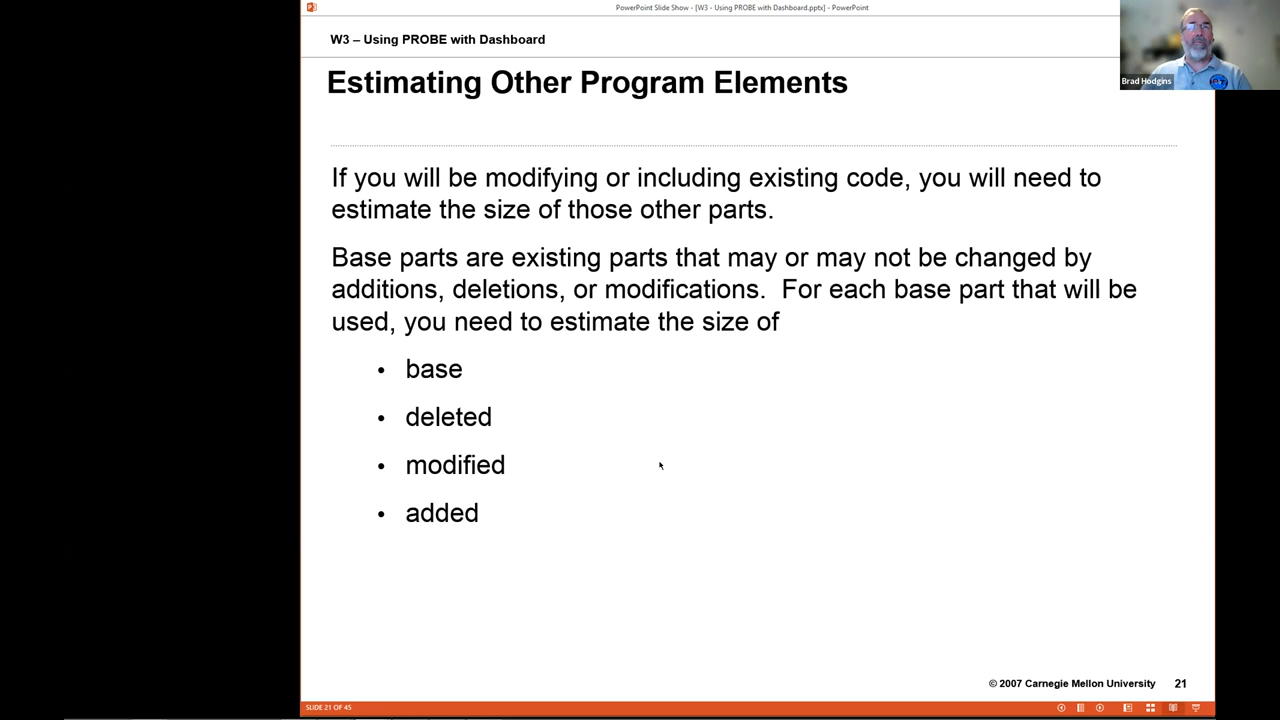 PowerPoint Slide Show - [W3 - Using PROBE with Dashboard.pptx] - PowerPoint
W3 – Using PROBE with Dashboard
Brad Hodgins
Estimating Other Program Elements
If you will be modifying or including existing code, you will need to
estimate the size of those other parts.
Base parts are existing parts that may or may not be changed by
additions, deletions, or modifications.  For each base part that will be
used, you need to estimate the size of
• base
• deleted
• modified
• added
© 2007 Carnegie Mellon University 21
SLIDE 21 OF 45